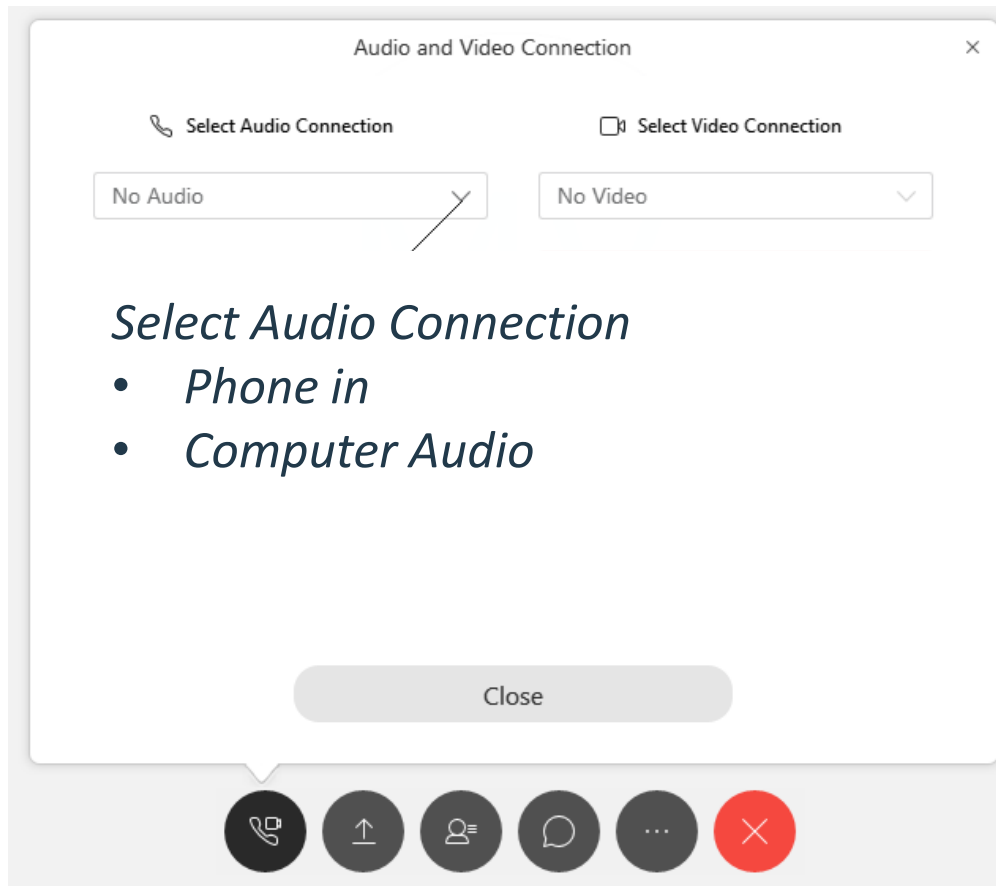 Audio and Video Connection
Select Audio Connection
Select Video Connection
No Audio
No Video
Select Audio Connection
• Phone in
• Computer Audio
Close